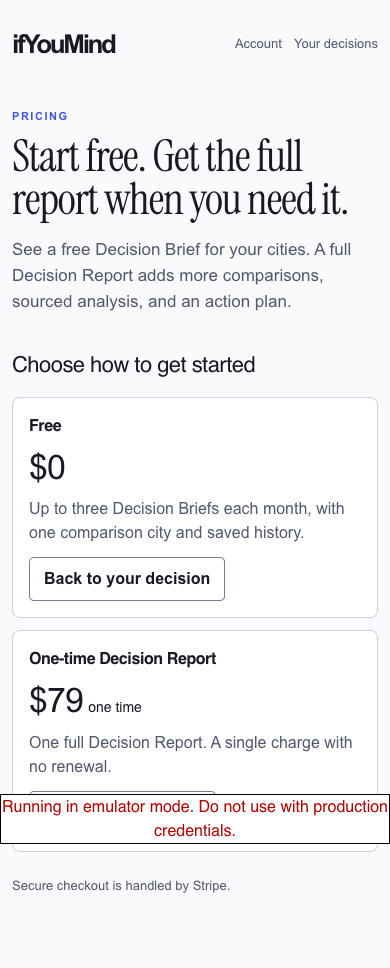 ifYouMind
Account Your decisions
PRICING
Start free. Get the full
report when you need it.
See a free Decision Brief for your cities. A full
Decision Report adds more comparisons,
sourced analysis, and an action plan.
Choose how to get started
Free
$0
Up to three Decision Briefs each month, with
one comparison city and saved history.
Back to your decision
One-time Decision Report
$79 one time
One full Decision Report. A single charge with
no renewal.
Running in emulator mode. Do not use with production
credentials.
Secure checkout is handled by Stripe.